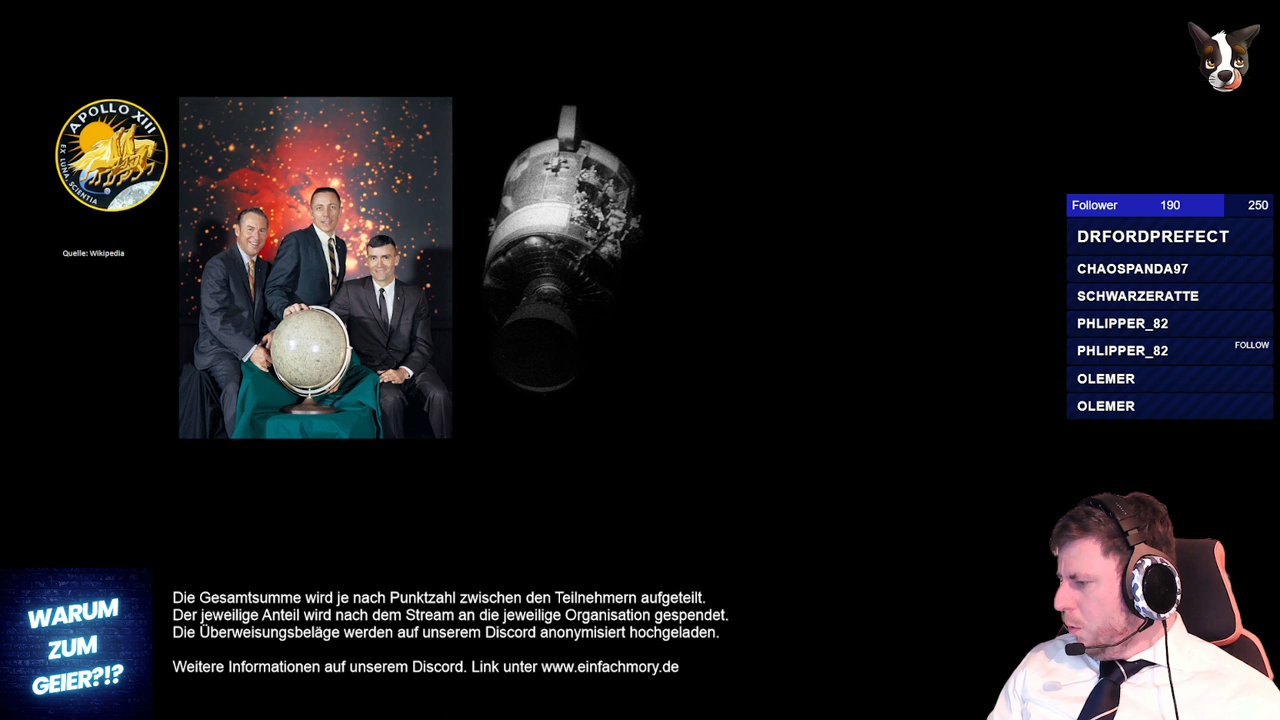 APOLLO XIII
EX LUNA, SCIENTIA
Quelle: Wikipedia
Follower 190 250
DRFORDPREFECT
CHAOSPANDA97
SCHWARZERATTE
PHLIPPER_82
PHLIPPER_82 FOLLOW
OLEMER
OLEMER
WARUM
ZUM
GEIER?!?
Die Gesamtsumme wird je nach Punktzahl zwischen den Teilnehmern aufgeteilt.
Der jeweilige Anteil wird nach dem Stream an die jeweilige Organisation gespendet.
Die Überweisungsbeläge werden auf unserem Discord anonymisiert hochgeladen.
Weitere Informationen auf unserem Discord. Link unter www.einfachmory.de